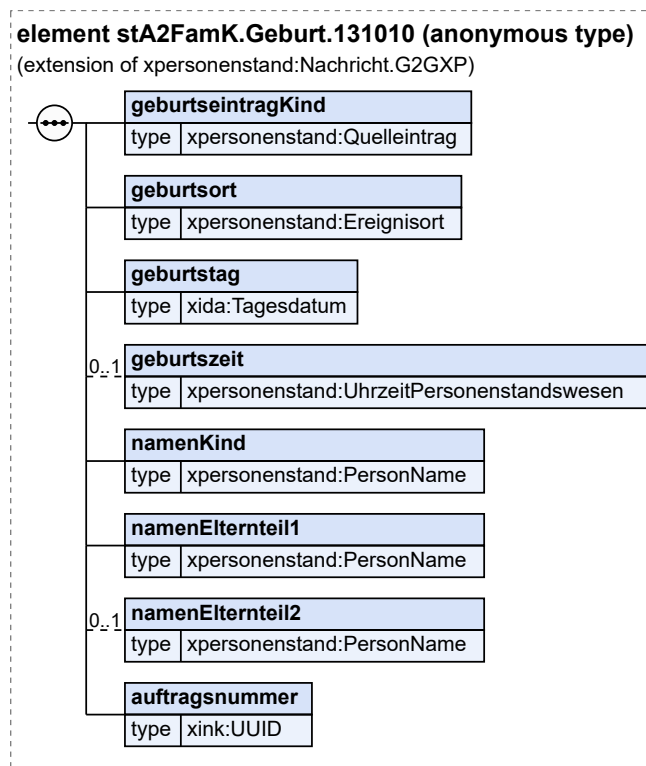 element stA2FamK.Geburt.131010 (anonymous type)
(extension of xpersonenstand:Nachricht.G2GXP)
geburtseintragKind
type xpersonenstand:Quelleintrag
geburtsort
type xpersonenstand:Ereignisort
geburtstag
type xida:Tagesdatum
0..1 geburtszeit
type xpersonenstand:UhrzeitPersonenstandswesen
namenKind
type xpersonenstand:PersonName
namenElternteil1
type xpersonenstand:PersonName
0..1 namenElternteil2
type xpersonenstand:PersonName
auftragsnummer
type xink:UUID